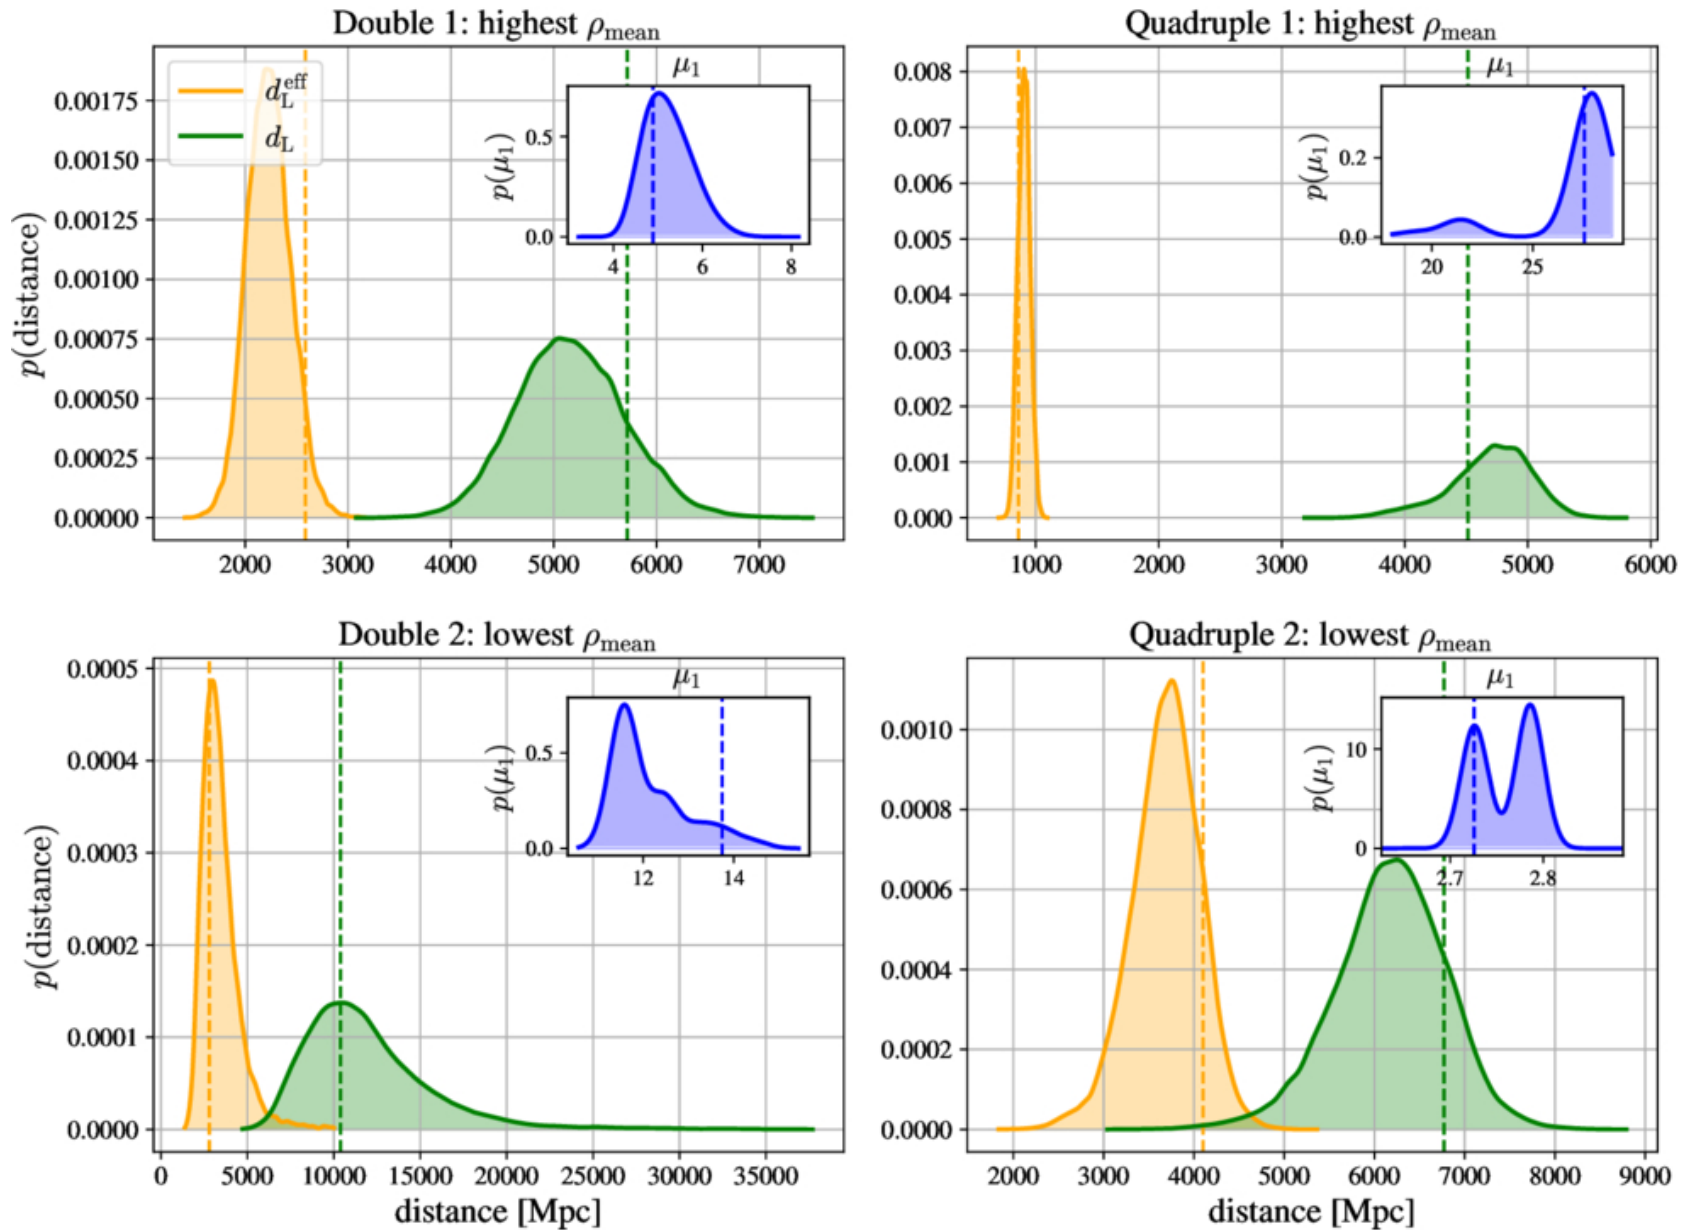 Double 1: highest ρ_mean
d_L^eff
d_L
p(distance)
0.00175
0.00150
0.00125
0.00100
0.00075
0.00050
0.00025
0.00000
2000 3000 4000 5000 6000 7000
μ₁
p(μ₁)
0.5
0.0
4 6 8
Quadruple 1: highest ρ_mean
0.008
0.007
0.006
0.005
0.004
0.003
0.002
0.001
0.000
1000 2000 3000 4000 5000 6000
μ₁
p(μ₁)
0.2
0.0
20 25
Double 2: lowest ρ_mean
p(distance)
0.0005
0.0004
0.0003
0.0002
0.0001
0.0000
0 5000 10000 15000 20000 25000 30000 35000
distance [Mpc]
μ₁
p(μ₁)
0.5
0.0
12 14
Quadruple 2: lowest ρ_mean
0.0010
0.0008
0.0006
0.0004
0.0002
0.0000
2000 3000 4000 5000 6000 7000 8000 9000
distance [Mpc]
μ₁
p(μ₁)
10
0
2.7 2.8